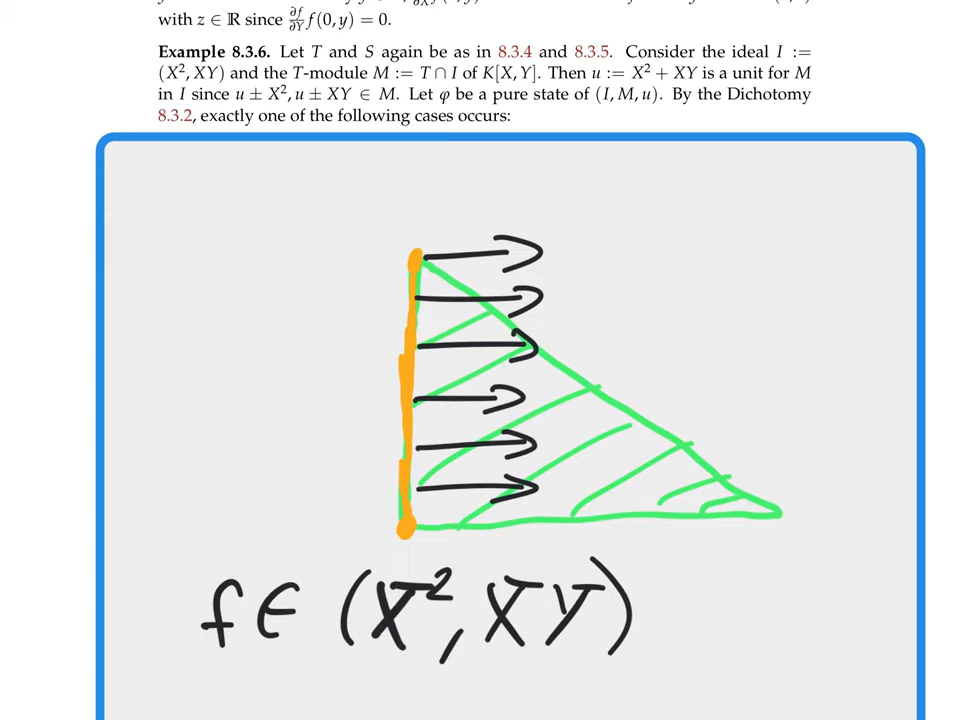 with z ∈ ℝ since ∂f/∂Y f(0, y) = 0.
Example 8.3.6. Let T and S again be as in 8.3.4 and 8.3.5. Consider the ideal I :=
(X², XY) and the T-module M := T ∩ I of K[X, Y]. Then u := X² + XY is a unit for M
in I since u ± X², u ± XY ∈ M. Let φ be a pure state of (I, M, u). By the Dichotomy
8.3.2, exactly one of the following cases occurs:
f ∈ (X², XY)